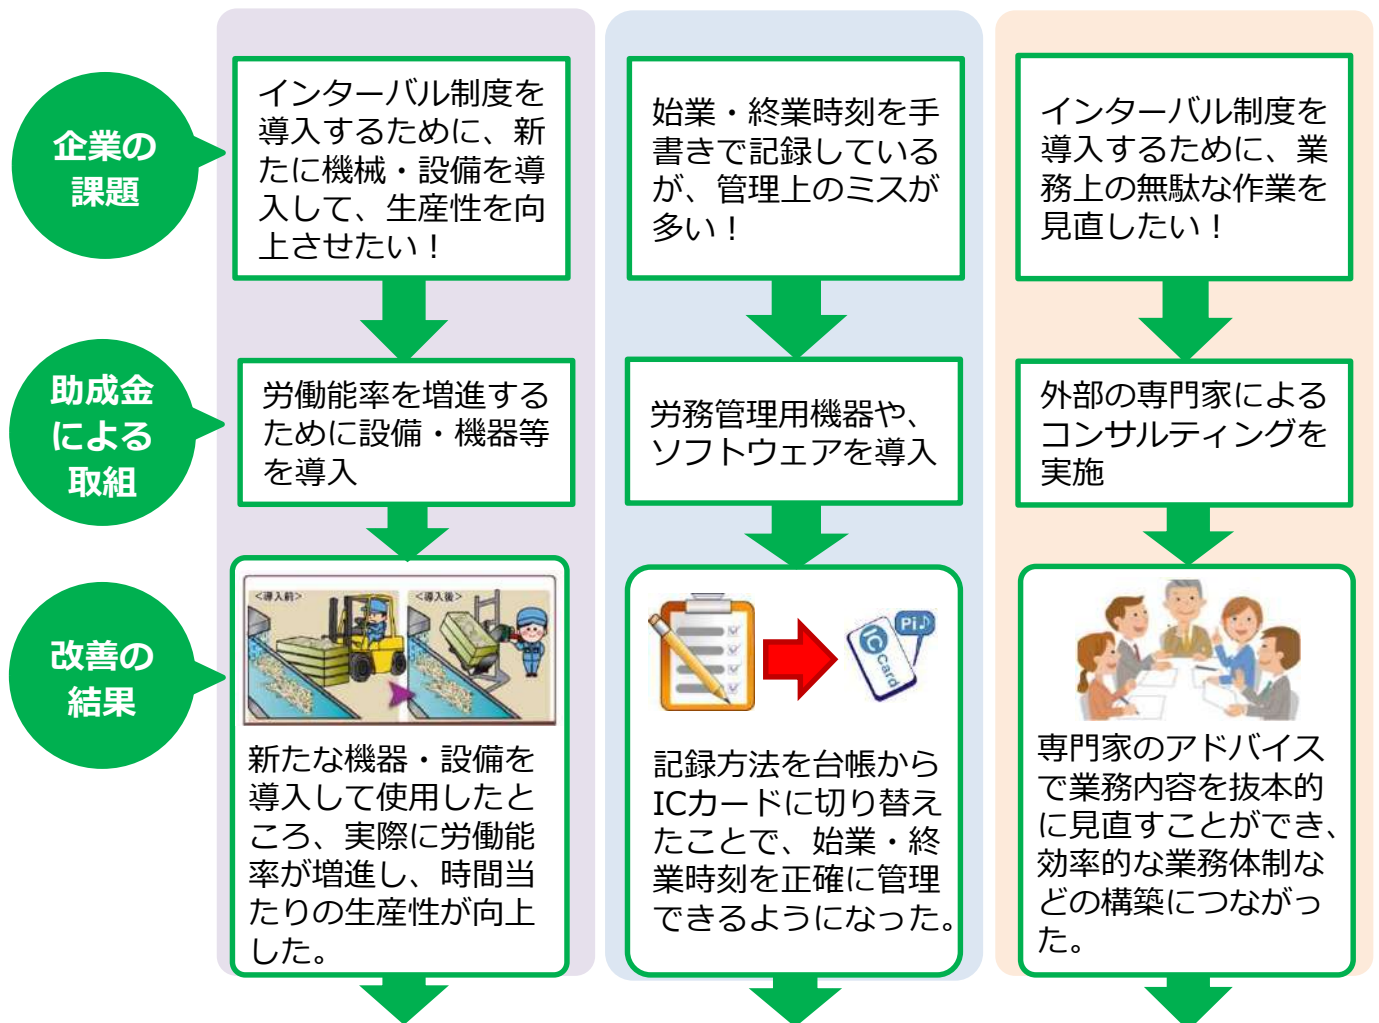 企業の
課題
インターバル制度を
導入するために、新
たに機械・設備を導
入して、生産性を向
上させたい！
始業・終業時刻を手
書きで記録している
が、管理上のミスが
多い！
インターバル制度を
導入するために、業
務上の無駄な作業を
見直したい！
助成金
による
取組
労働能率を増進する
ために設備・機器等
を導入
労務管理用機器や、
ソフトウェアを導入
外部の専門家による
コンサルティングを
実施
改善の
結果
<導入前>
<導入後>
新たな機器・設備を
導入して使用したと
ころ、実際に労働能
率が増進し、時間当
たりの生産性が向上
した。
Pi♪
IC
Card
記録方法を台帳から
ICカードに切り替え
たことで、始業・終
業時刻を正確に管理
できるようになった。
専門家のアドバイス
で業務内容を抜本的
に見直すことができ、
効率的な業務体制な
どの構築につながっ
た。